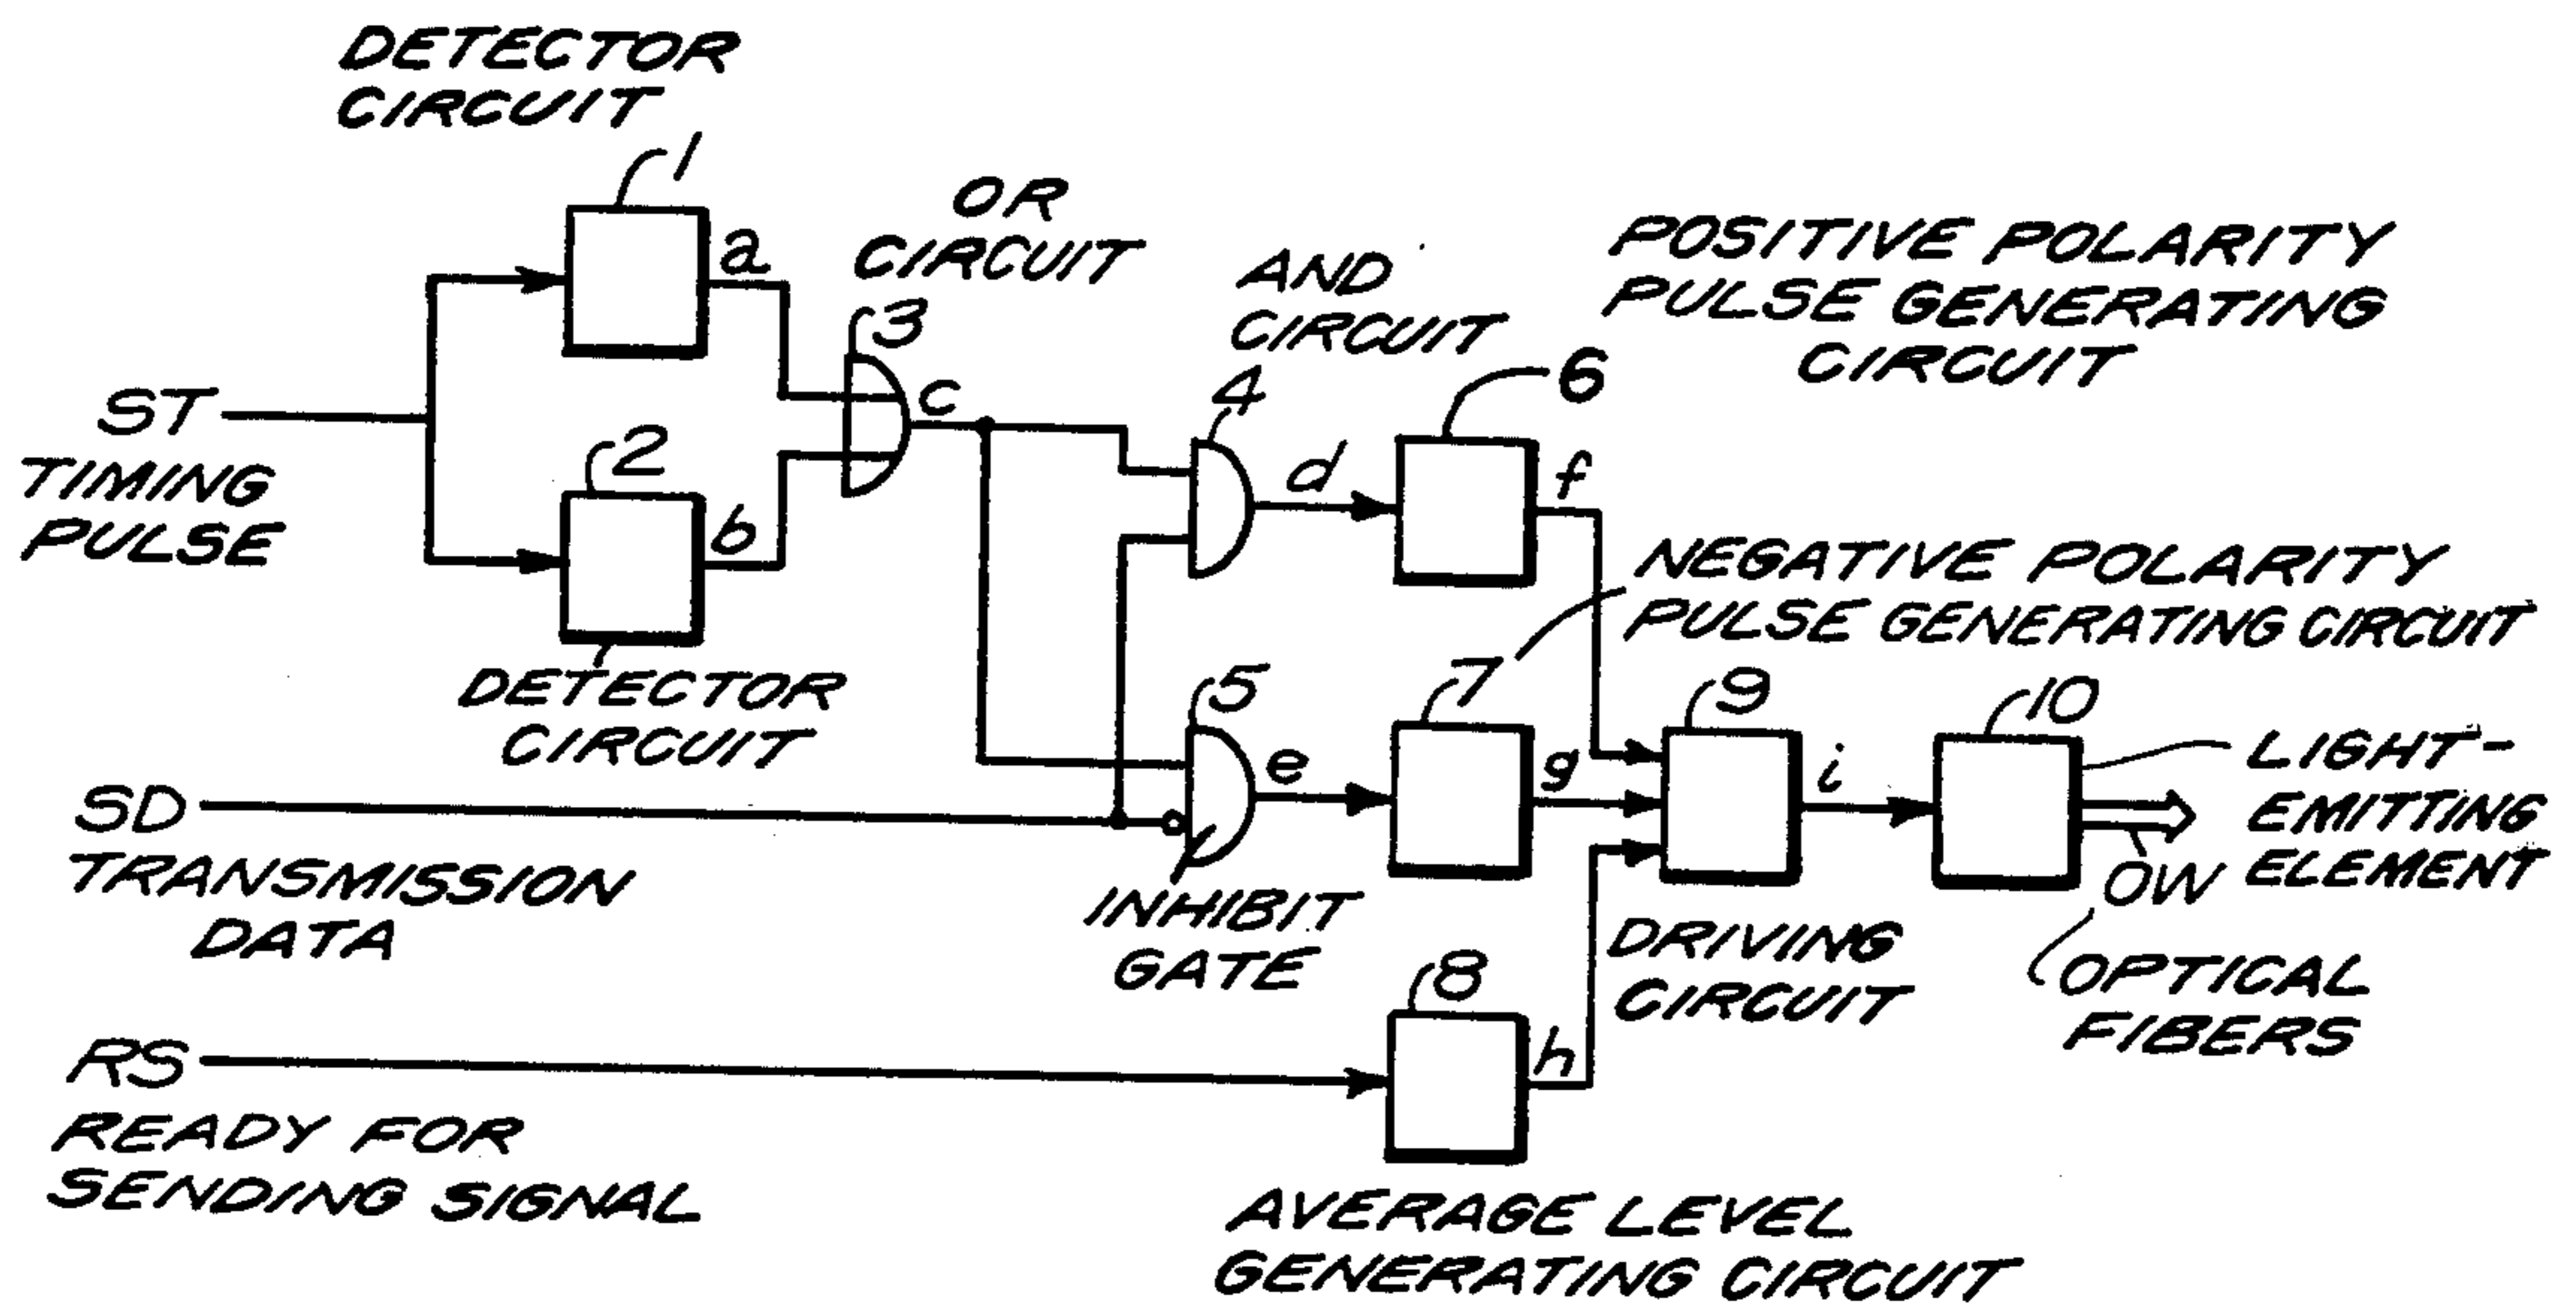 DETECTOR
CIRCUIT
1
a
OR
CIRCUIT
3
c
AND
CIRCUIT
4
d
POSITIVE POLARITY
PULSE GENERATING
CIRCUIT
6
f
ST
TIMING
PULSE
2
b
DETECTOR
CIRCUIT
NEGATIVE POLARITY
PULSE GENERATING CIRCUIT
5
e
7
g
9
i
10
LIGHT-
EMITTING
ELEMENT
SD
TRANSMISSION
DATA
INHIBIT
GATE
OW
OPTICAL
FIBERS
DRIVING
CIRCUIT
8
h
RS
READY FOR
SENDING SIGNAL
AVERAGE LEVEL
GENERATING CIRCUIT